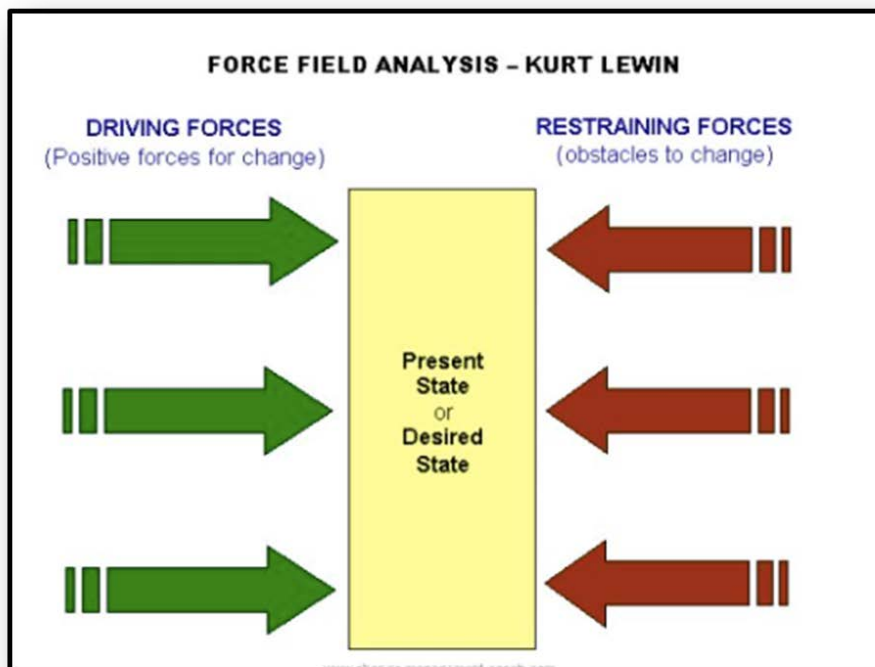 FORCE FIELD ANALYSIS – KURT LEWIN
DRIVING FORCES
(Positive forces for change)
RESTRAINING FORCES
(obstacles to change)
Present
State
or
Desired
State